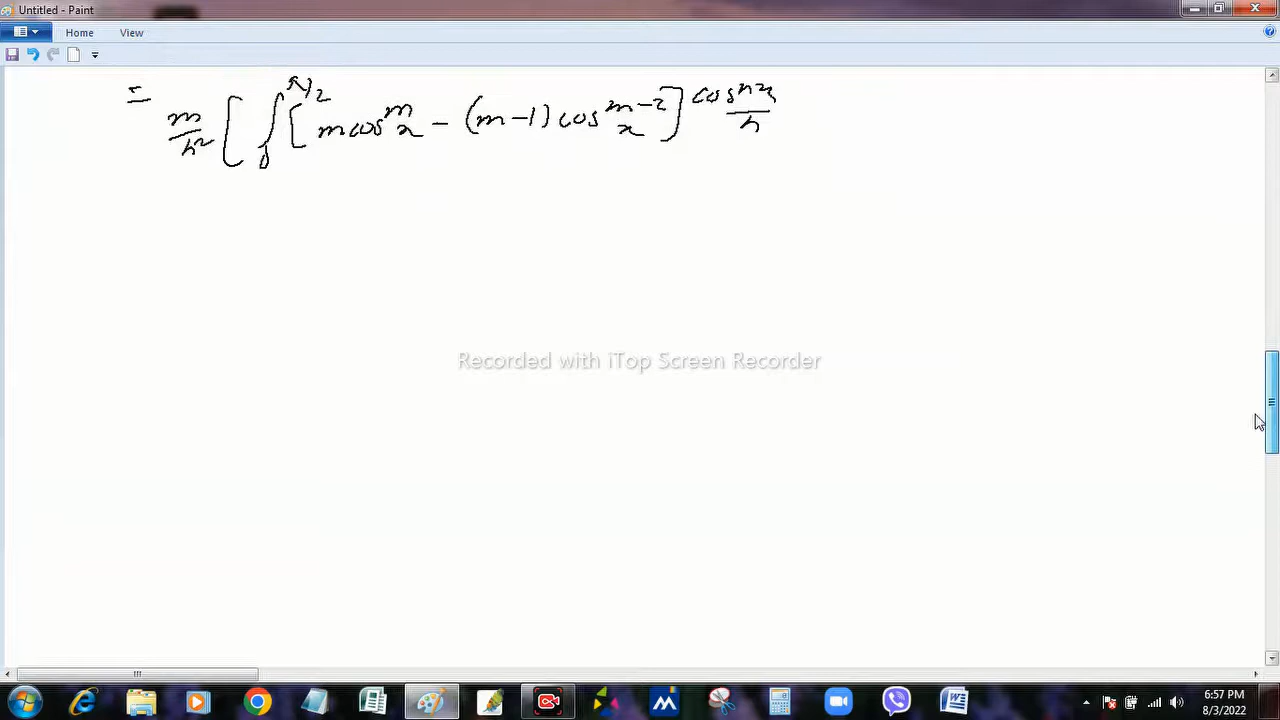 Untitled - Paint
Home View
= m/n² [ ∫₀^π/2 [ m cos^m x - (m-1) cos^m-2 x ] cos nx / n
Recorded with iTop Screen Recorder
6:57 PM
8/3/2022